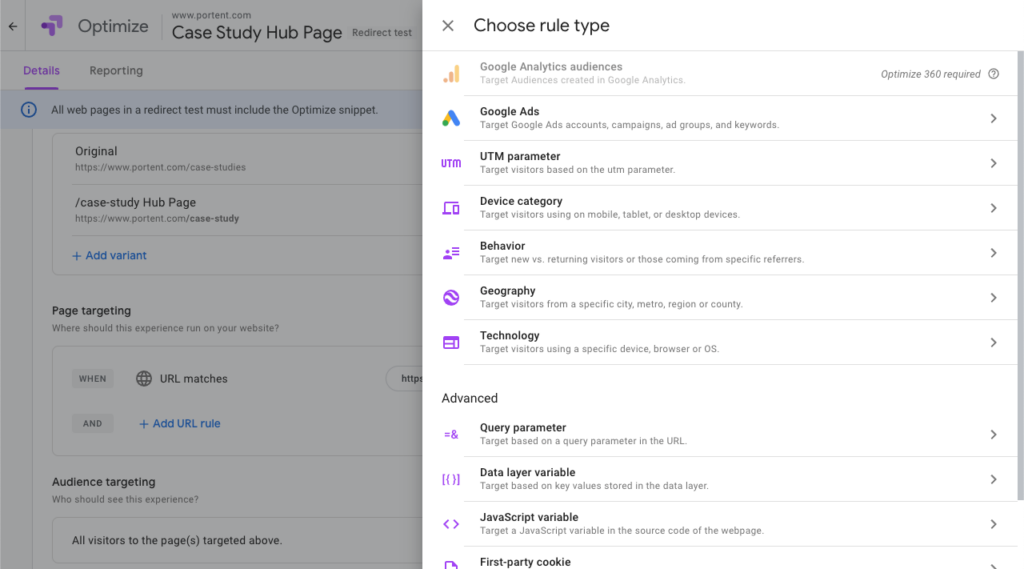 Optimize
www.portent.com
Case Study Hub Page Redirect test
Details Reporting
All web pages in a redirect test must include the Optimize snippet.
Original
https://www.portent.com/case-studies
/case-study Hub Page
https://www.portent.com/case-study
+ Add variant
Page targeting
Where should this experience run on your website?
WHEN URL matches https
AND + Add URL rule
Audience targeting
Who should see this experience?
All visitors to the page(s) targeted above.
Choose rule type
Google Analytics audiences
Target Audiences created in Google Analytics.
Optimize 360 required
Google Ads
Target Google Ads accounts, campaigns, ad groups, and keywords.
UTM
UTM parameter
Target visitors based on the utm parameter.
Device category
Target visitors using on mobile, tablet, or desktop devices.
Behavior
Target new vs. returning visitors or those coming from specific referrers.
Geography
Target visitors from a specific city, metro, region or county.
Technology
Target visitors using a specific device, browser or OS.
Advanced
=&
Query parameter
Target based on a query parameter in the URL.
[{}]
Data layer variable
Target based on key values stored in the data layer.
<>
JavaScript variable
Target a JavaScript variable in the source code of the webpage.
First-party cookie